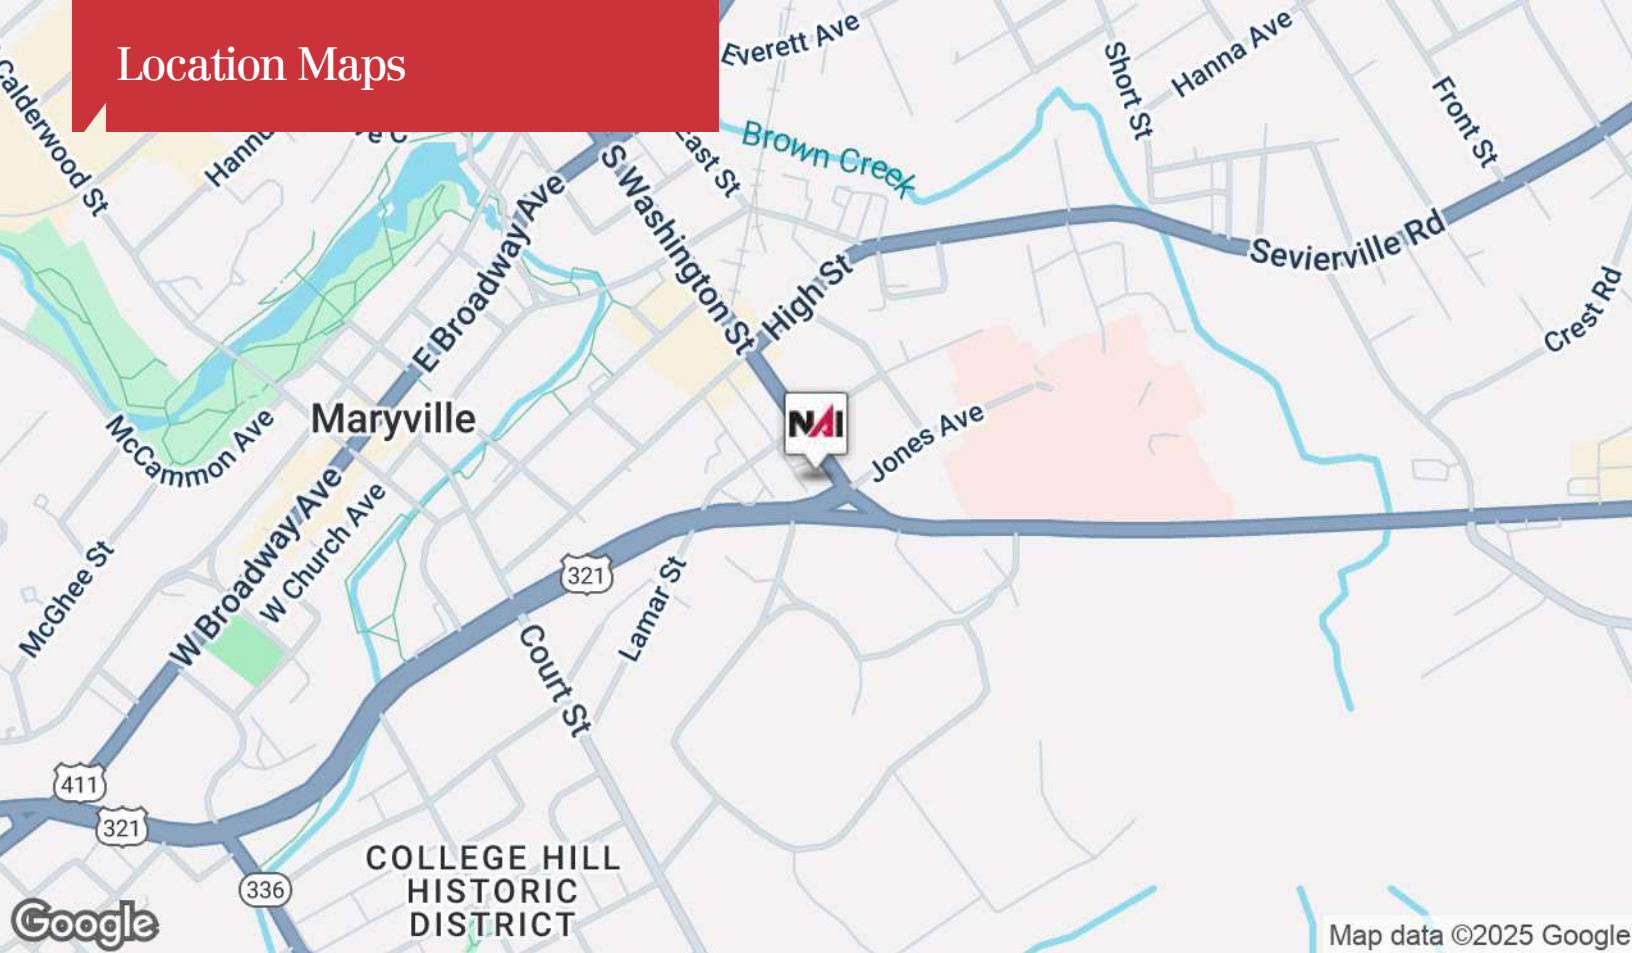 Location Maps
Everett Ave
Short St
Hanna Ave
Front St
Calderwood St
Brown Creek
East St
S Washington St
E Broadway Ave
High St
Sevierville Rd
Crest Rd
Maryville
NAI
Jones Ave
McCammon Ave
W Broadway Ave
W Church Ave
McGhee St
321
Lamar St
Court St
411
321
336
COLLEGE HILL
HISTORIC
DISTRICT
Google
Map data ©2025 Google